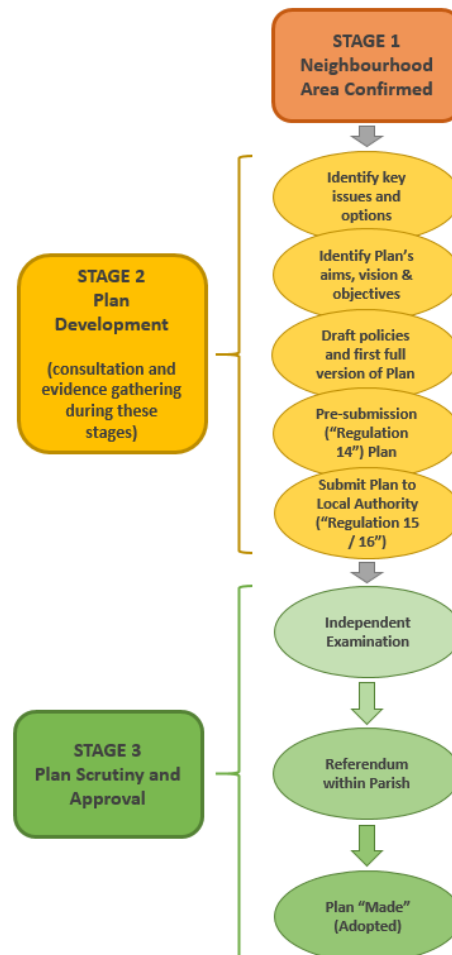 STAGE 1
Neighbourhood
Area Confirmed
Identify key
issues and
options
Identify Plan's
aims, vision &
objectives
STAGE 2
Plan
Development
(consultation and
evidence gathering
during these
stages)
Draft policies
and first full
version of Plan
Pre-submission
(“Regulation
14”) Plan
Submit Plan to
Local Authority
(“Regulation 15
/ 16”)
Independent
Examination
STAGE 3
Plan Scrutiny and
Approval
Referendum
within Parish
Plan “Made”
(Adopted)